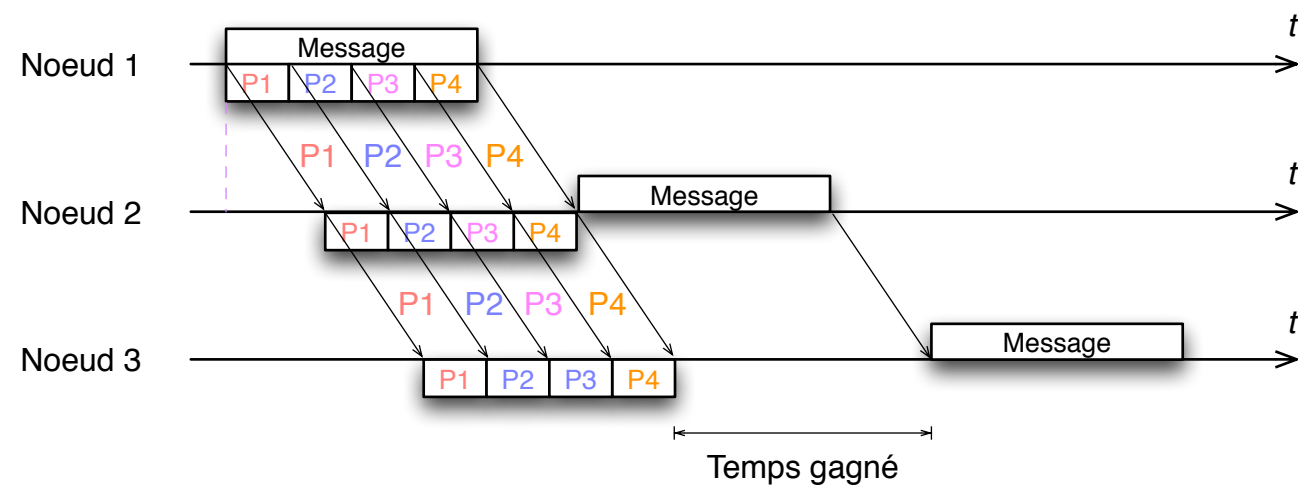 t
Message
Noeud 1
P1 P2 P3 P4
P1 P2 P3 P4
t
Message
Noeud 2
P1 P2 P3 P4
P1 P2 P3 P4
t
Message
Noeud 3
P1 P2 P3 P4
Temps gagné